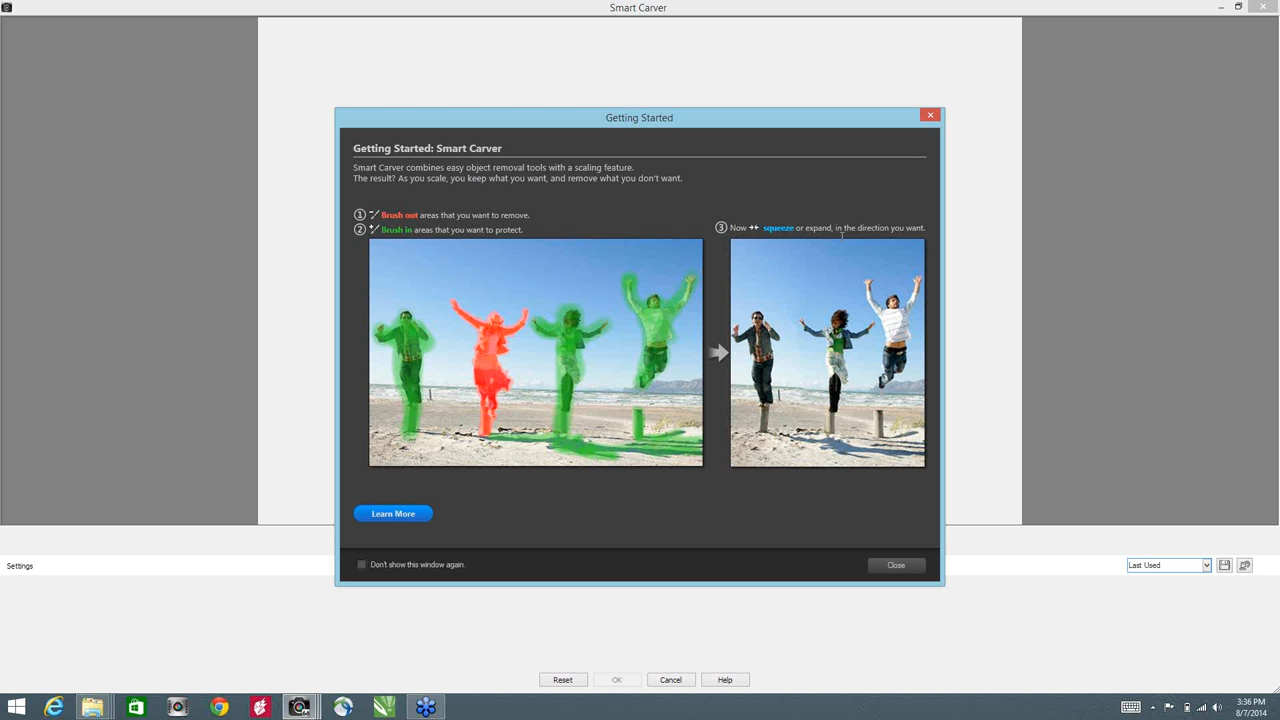 Smart Carver
Getting Started
Getting Started: Smart Carver
Smart Carver combines easy object removal tools with a scaling feature.
The result? As you scale, you keep what you want, and remove what you don't want.
1 Brush out areas that you want to remove.
2 Brush in areas that you want to protect.
3 Now squeeze or expand, in the direction you want.
Learn More
Don't show this window again.
Close
Settings
Last Used
Reset
OK
Cancel
Help
3:36 PM
8/7/2014